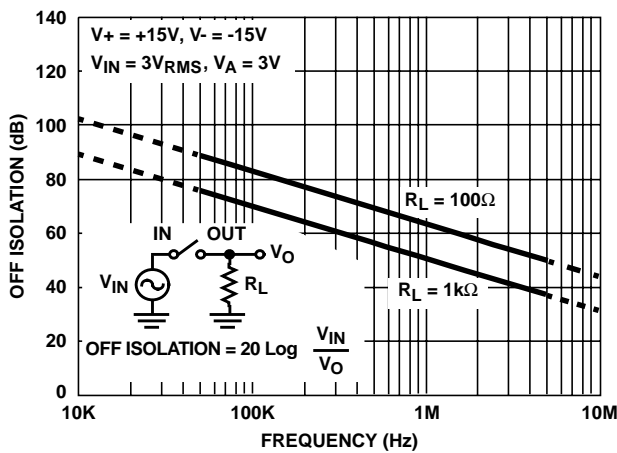 140
120
100
80
60
40
20
0
OFF ISOLATION (dB)
V+ = +15V, V- = -15V
VIN = 3VRMS, VA = 3V
RL = 100Ω
RL = 1kΩ
IN OUT
VO
VIN
RL
OFF ISOLATION = 20 Log VIN
VO
10K 100K 1M 10M
FREQUENCY (Hz)